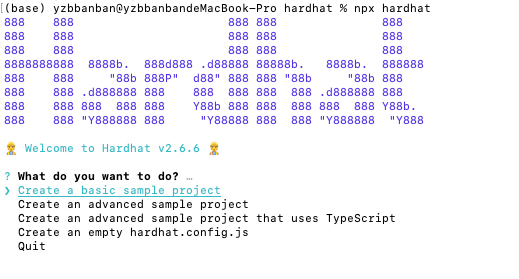 (base) yzbbanban@yzbbanbandeMacBook-Pro hardhat % npx hardhat
888    888                      888 888               888
888    888                      888 888               888
888    888                      888 888               888
8888888888  8888b.  888d888 .d88888 88888b.   8888b.  888888
888    888     "88b 888P"  d88" 888 888 "88b     "88b 888
888    888 .d888888 888    888  888 888  888 .d888888 888
888    888 888  888 888    Y88b 888 888  888 888  888 Y88b.
888    888 "Y888888 888     "Y88888 888  888 "Y888888  "Y888
👷 Welcome to Hardhat v2.6.6 👷
? What do you want to do? …
❯ Create a basic sample project
Create an advanced sample project
Create an advanced sample project that uses TypeScript
Create an empty hardhat.config.js
Quit